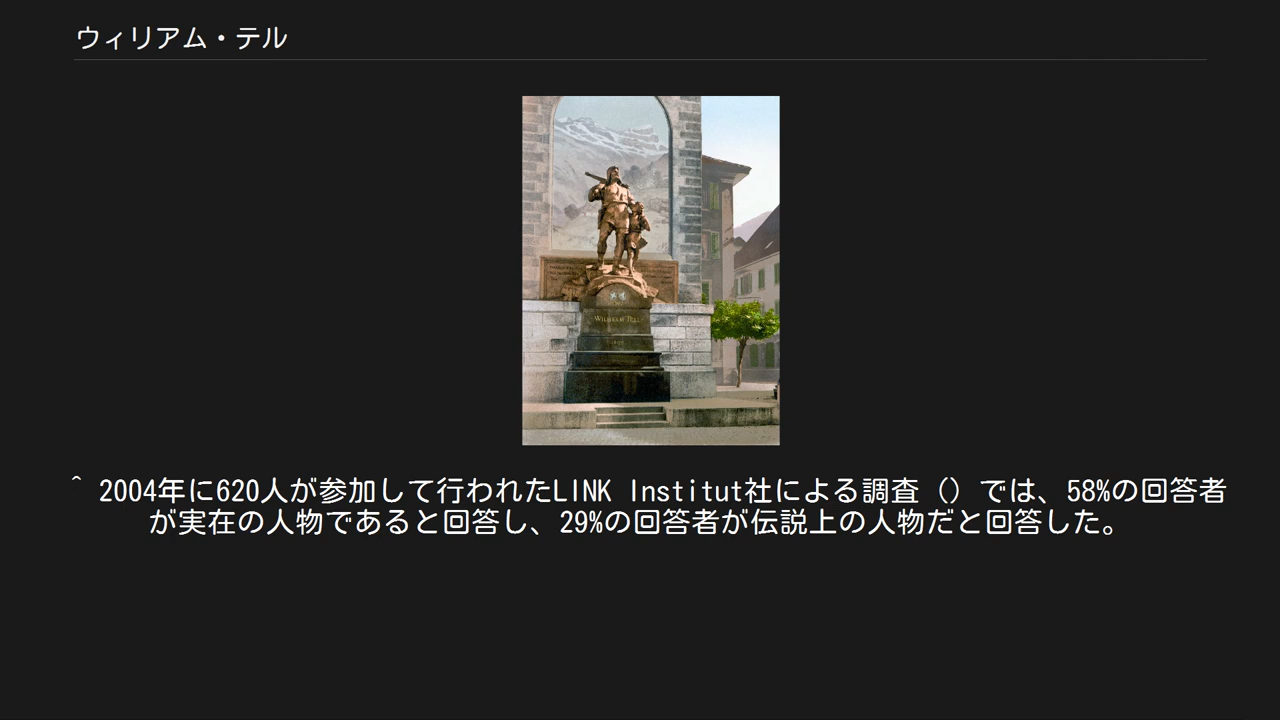 ウィリアム・テル
WILHELM TELL
^ 2004年に620人が参加して行われたLINK Institut社による調査（）では、58%の回答者
が実在の人物であると回答し、29%の回答者が伝説上の人物だと回答した。